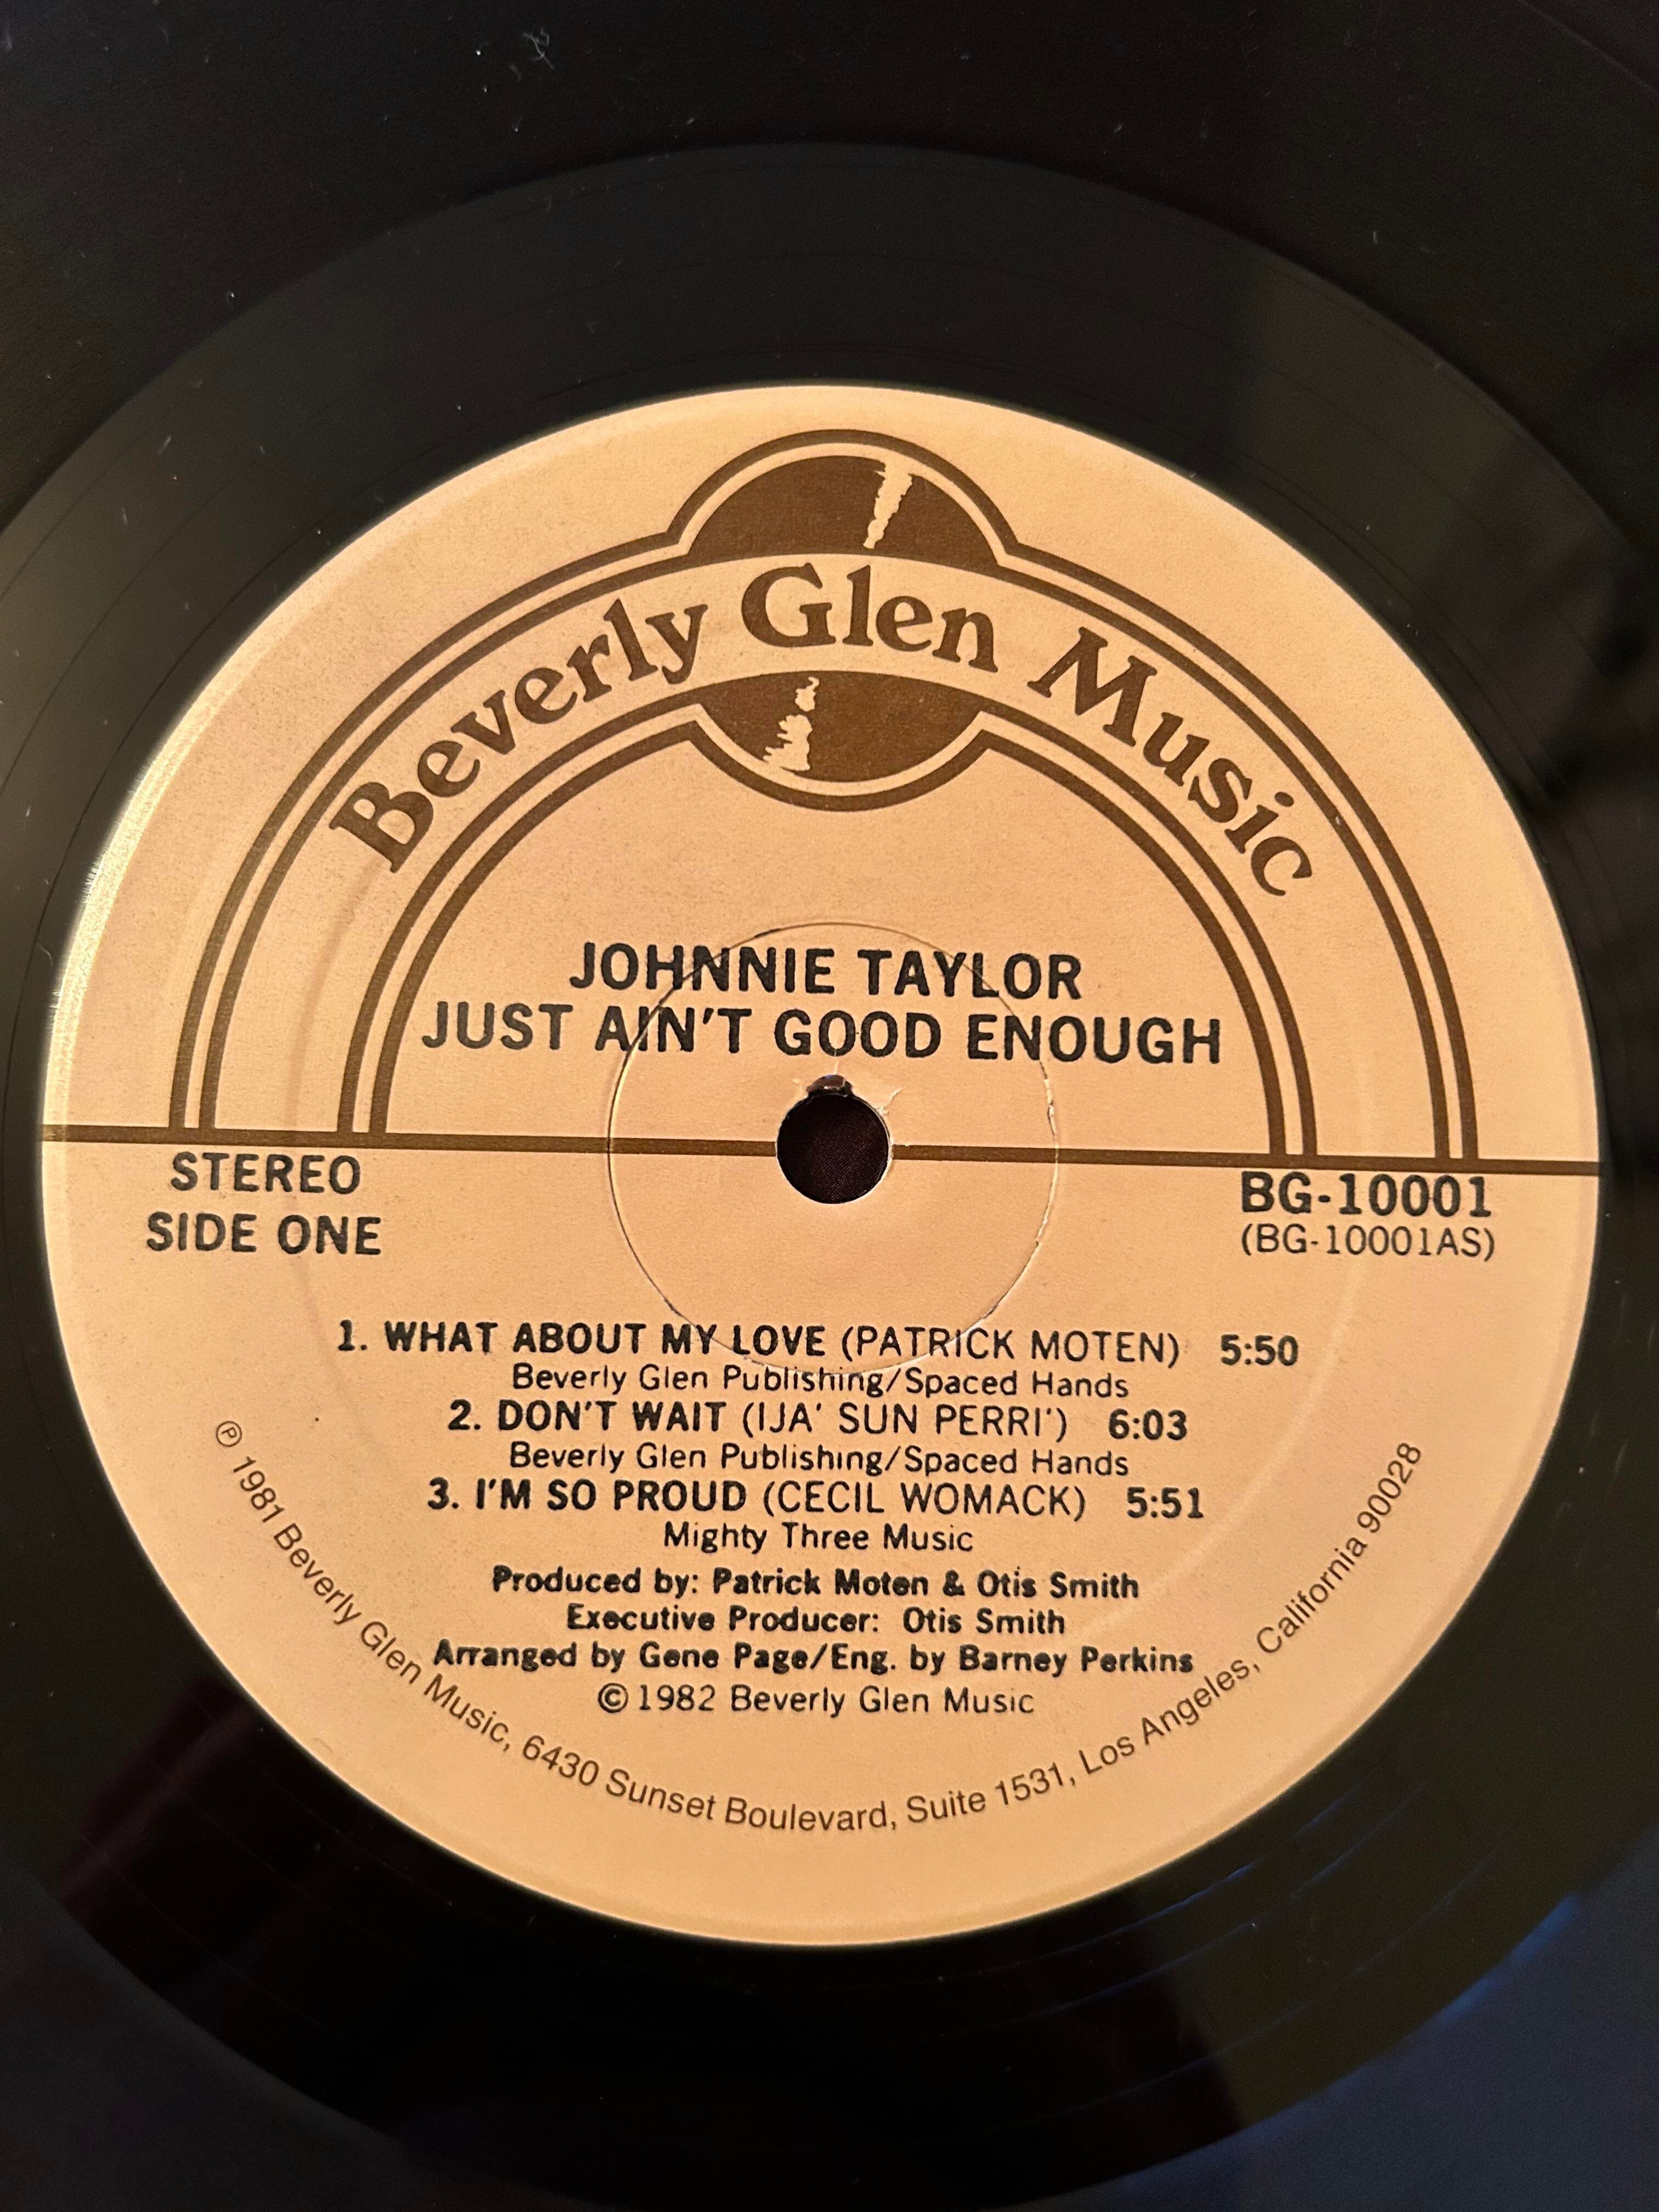 Beverly Glen Music
JOHNNIE TAYLOR
JUST AIN'T GOOD ENOUGH
STEREO
SIDE ONE
BG-10001
(BG-10001AS)
1. WHAT ABOUT MY LOVE (PATRICK MOTEN) 5:50
Beverly Glen Publishing/Spaced Hands
2. DON'T WAIT (IJA' SUN PERRI') 6:03
Beverly Glen Publishing/Spaced Hands
3. I'M SO PROUD (CECIL WOMACK) 5:51
Mighty Three Music
Produced by: Patrick Moten & Otis Smith
Executive Producer: Otis Smith
Arranged by Gene Page/Eng. by Barney Perkins
© 1982 Beverly Glen Music
℗ 1981 Beverly Glen Music, 6430 Sunset Boulevard, Suite 1531, Los Angeles, California 90028